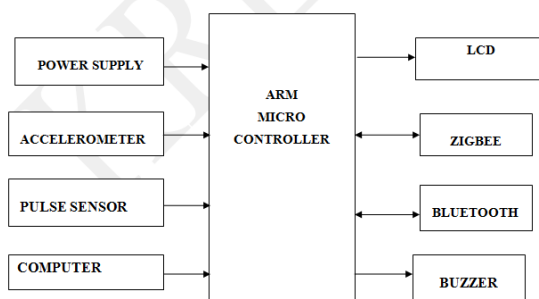 POWER SUPPLY
ACCELEROMETER
PULSE SENSOR
COMPUTER
ARM
MICRO
CONTROLLER
LCD
ZIGBEE
BLUETOOTH
BUZZER